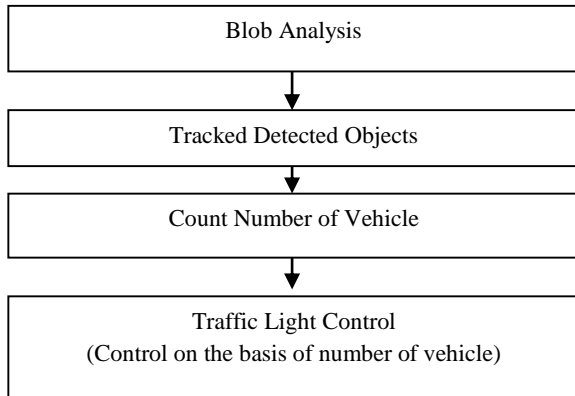 Blob Analysis
Tracked Detected Objects
Count Number of Vehicle
Traffic Light Control
(Control on the basis of number of vehicle)